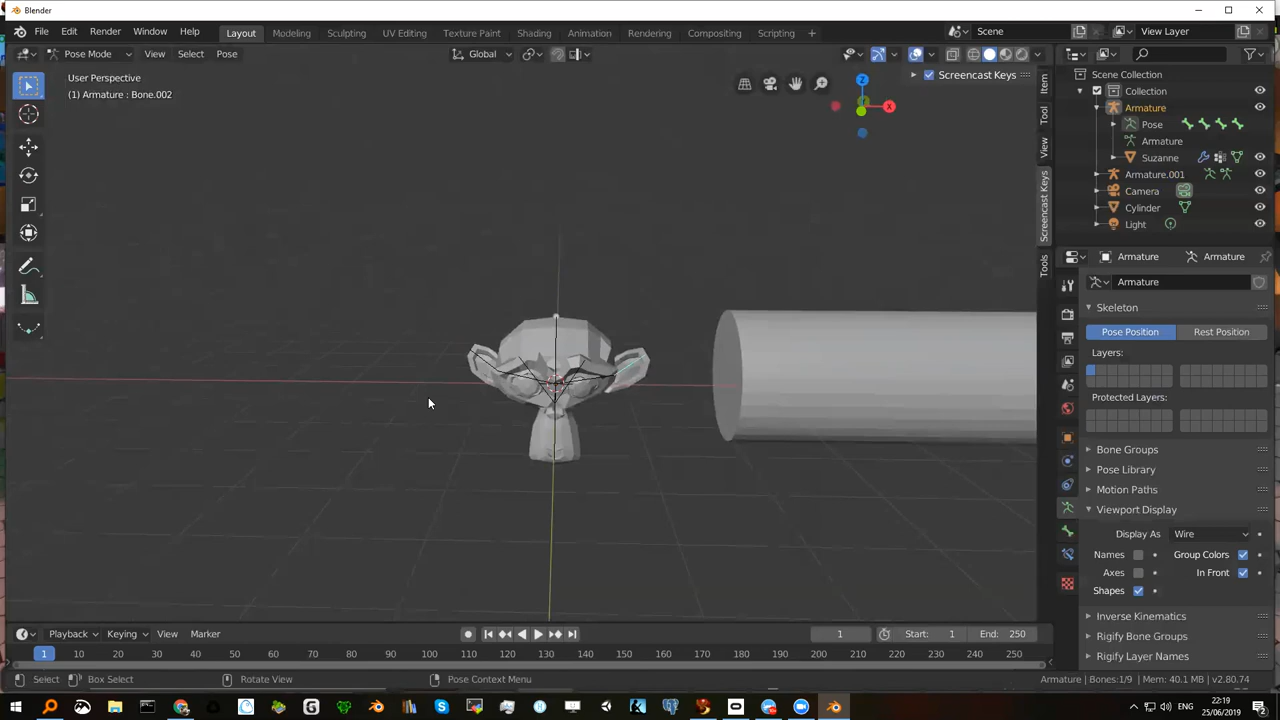 Blender
File Edit Render Window Help
Layout Modeling Sculpting UV Editing Texture Paint Shading Animation Rendering Compositing Scripting +
Scene
View Layer
Pose Mode View Select Pose
Global
User Perspective
(1) Armature : Bone.002
Screencast Keys
Z
X
Item
Tool
View
Screencast Keys
Tools
Scene Collection
Collection
Armature
Pose
Armature
Suzanne
Armature.001
Camera
Cylinder
Light
Armature Armature
Armature
Skeleton
Pose Position Rest Position
Layers:
Protected Layers:
Bone Groups
Pose Library
Motion Paths
Viewport Display
Display As Wire
Names Group Colors
Axes In Front
Shapes
Inverse Kinematics
Rigify Bone Groups
Rigify Layer Names
Playback Keying View Marker
1 Start: 1 End: 250
1 10 20 30 40 50 60 70 80 90 100 110 120 130 140 150 160 170 180 190 200 210 220 230 240 250
Select Box Select Rotate View Pose Context Menu
Armature | Bones:1/9 | Mem: 40.1 MB | v2.80.74
22:19
25/06/2019